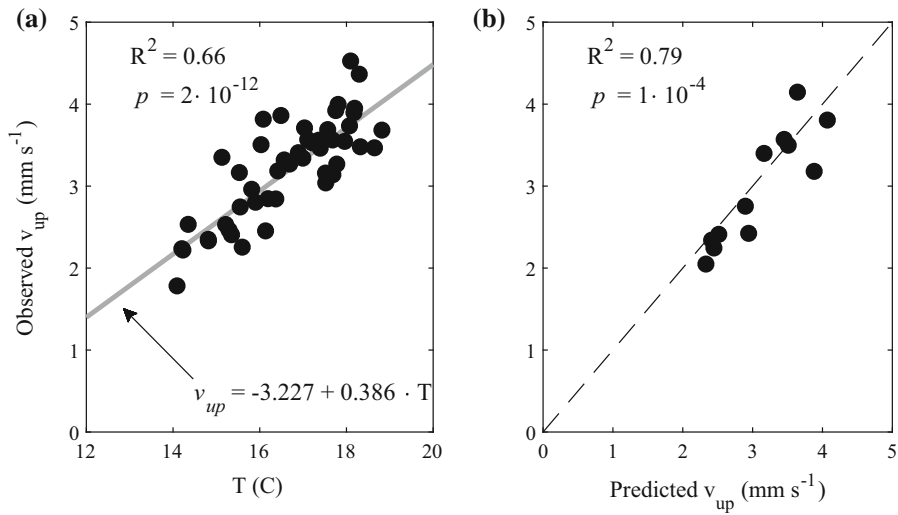 (a)
5
4
3
2
1
0
12
14
16
18
20
R² = 0.66
p = 2· 10⁻¹²
v_up = -3.227 + 0.386 · T
Observed v_up (mm s⁻¹)
T (C)
(b)
5
4
3
2
1
0
0
1
2
3
4
5
R² = 0.79
p = 1· 10⁻⁴
Predicted v_up (mm s⁻¹)